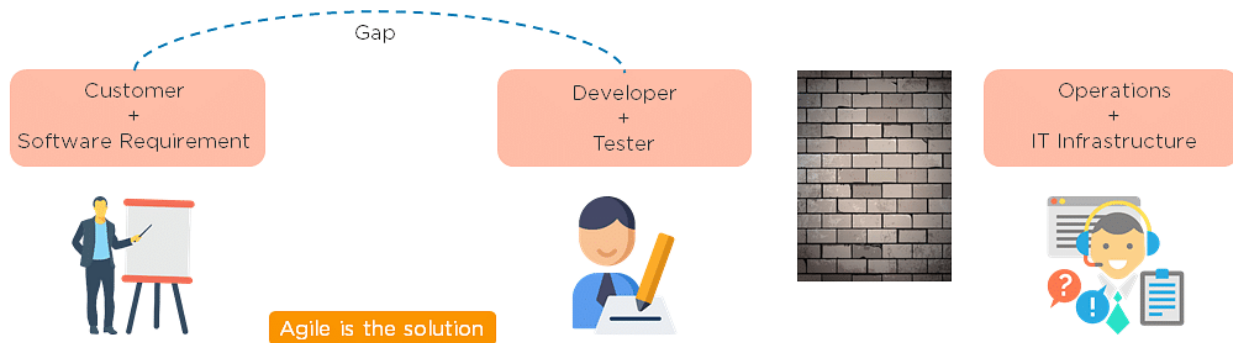 Gap
Customer
+
Software Requirement
Developer
+
Tester
Operations
+
IT Infrastructure
?
!
Agile is the solution